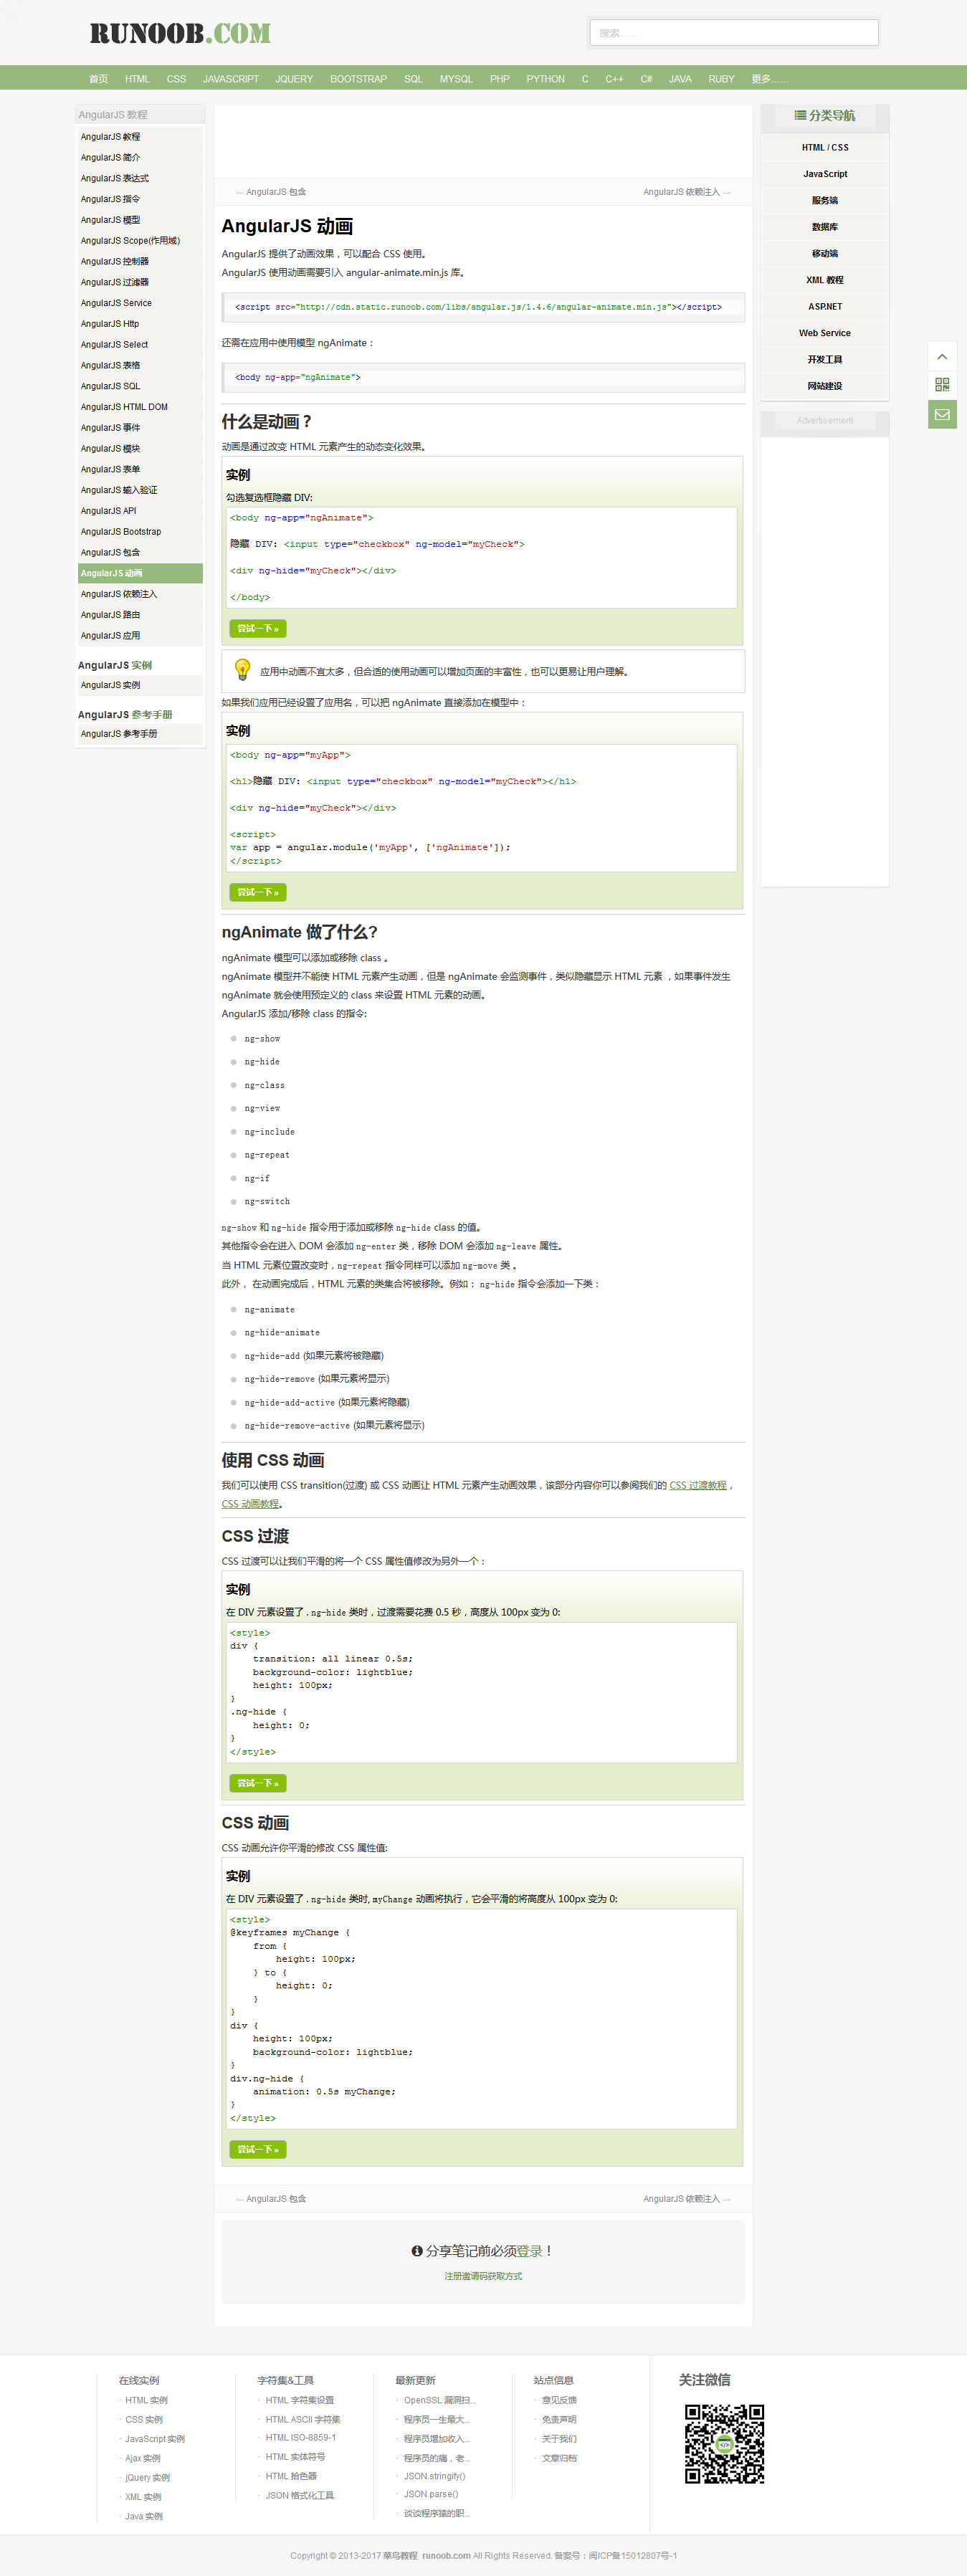 RUNOOB.COM
搜索……
首页 HTML CSS JAVASCRIPT JQUERY BOOTSTRAP SQL MYSQL PHP PYTHON C C++ C# JAVA RUBY 更多……
AngularJS 教程
AngularJS 教程
AngularJS 简介
AngularJS 表达式
AngularJS 指令
AngularJS 模型
AngularJS Scope(作用域)
AngularJS 控制器
AngularJS 过滤器
AngularJS Service
AngularJS Http
AngularJS Select
AngularJS 表格
AngularJS SQL
AngularJS HTML DOM
AngularJS 事件
AngularJS 模块
AngularJS 表单
AngularJS 输入验证
AngularJS API
AngularJS Bootstrap
AngularJS 包含
AngularJS 动画
AngularJS 依赖注入
AngularJS 路由
AngularJS 应用
AngularJS 实例
AngularJS 实例
AngularJS 参考手册
AngularJS 参考手册
← AngularJS 包含
AngularJS 依赖注入 →
AngularJS 动画
AngularJS 提供了动画效果，可以配合 CSS 使用。
AngularJS 使用动画需要引入 angular-animate.min.js 库。
<script src="http://cdn.static.runoob.com/libs/angular.js/1.4.6/angular-animate.min.js"></script>
还需在应用中使用模型 ngAnimate：
<body ng-app="ngAnimate">
什么是动画？
动画是通过改变 HTML 元素产生的动态变化效果。
实例
勾选复选框隐藏 DIV:
<body ng-app="ngAnimate">
隐藏 DIV: <input type="checkbox" ng-model="myCheck">
<div ng-hide="myCheck"></div>
</body>
尝试一下 »
应用中动画不宜太多，但合适的使用动画可以增加页面的丰富性，也可以更易让用户理解。
如果我们应用已经设置了应用名，可以把 ngAnimate 直接添加在模型中：
实例
<body ng-app="myApp">
<h1>隐藏 DIV: <input type="checkbox" ng-model="myCheck"></h1>
<div ng-hide="myCheck"></div>
<script>
var app = angular.module('myApp', ['ngAnimate']);
</script>
尝试一下 »
ngAnimate 做了什么?
ngAnimate 模型可以添加或移除 class 。
ngAnimate 模型并不能使 HTML 元素产生动画，但是 ngAnimate 会监测事件，类似隐藏显示 HTML 元素 ，如果事件发生
ngAnimate 就会使用预定义的 class 来设置 HTML 元素的动画。
AngularJS 添加/移除 class 的指令:
ng-show
ng-hide
ng-class
ng-view
ng-include
ng-repeat
ng-if
ng-switch
ng-show 和 ng-hide 指令用于添加或移除 ng-hide class 的值。
其他指令会在进入 DOM 会添加 ng-enter 类，移除 DOM 会添加 ng-leave 属性。
当 HTML 元素位置改变时，ng-repeat 指令同样可以添加 ng-move 类 。
此外， 在动画完成后，HTML 元素的类集合将被移除。例如： ng-hide 指令会添加一下类：
ng-animate
ng-hide-animate
ng-hide-add (如果元素将被隐藏)
ng-hide-remove (如果元素将显示)
ng-hide-add-active (如果元素将隐藏)
ng-hide-remove-active (如果元素将显示)
使用 CSS 动画
我们可以使用 CSS transition(过渡) 或 CSS 动画让 HTML 元素产生动画效果，该部分内容你可以参阅我们的 CSS 过渡教程，
CSS 动画教程。
CSS 过渡
CSS 过渡可以让我们平滑的将一个 CSS 属性值修改为另外一个：
实例
在 DIV 元素设置了 .ng-hide 类时，过渡需要花费 0.5 秒，高度从 100px 变为 0:
<style>
div {
transition: all linear 0.5s;
background-color: lightblue;
height: 100px;
}
.ng-hide {
height: 0;
}
</style>
尝试一下 »
CSS 动画
CSS 动画允许你平滑的修改 CSS 属性值:
实例
在 DIV 元素设置了 .ng-hide 类时, myChange 动画将执行，它会平滑的将高度从 100px 变为 0:
<style>
@keyframes myChange {
from {
height: 100px;
} to {
height: 0;
}
}
div {
height: 100px;
background-color: lightblue;
}
div.ng-hide {
animation: 0.5s myChange;
}
</style>
尝试一下 »
← AngularJS 包含
AngularJS 依赖注入 →
分享笔记前必须登录！
注册邀请码获取方式
分类导航
HTML / CSS
JavaScript
服务端
数据库
移动端
XML 教程
ASP.NET
Web Service
开发工具
网站建设
Advertisement
在线实例
· HTML 实例
· CSS 实例
· JavaScript 实例
· Ajax 实例
· jQuery 实例
· XML 实例
· Java 实例
字符集&工具
· HTML 字符集设置
· HTML ASCII 字符集
· HTML ISO-8859-1
· HTML 实体符号
· HTML 拾色器
· JSON 格式化工具
最新更新
· OpenSSL 漏洞扫...
· 程序员一生最大...
· 程序员增加收入...
· 程序员的痛，老...
· JSON.stringify()
· JSON.parse()
· 谈谈程序猿的职...
站点信息
· 意见反馈
· 免责声明
· 关于我们
· 文章归档
关注微信
Copyright © 2013-2017 菜鸟教程 runoob.com All Rights Reserved. 备案号：闽ICP备15012807号-1